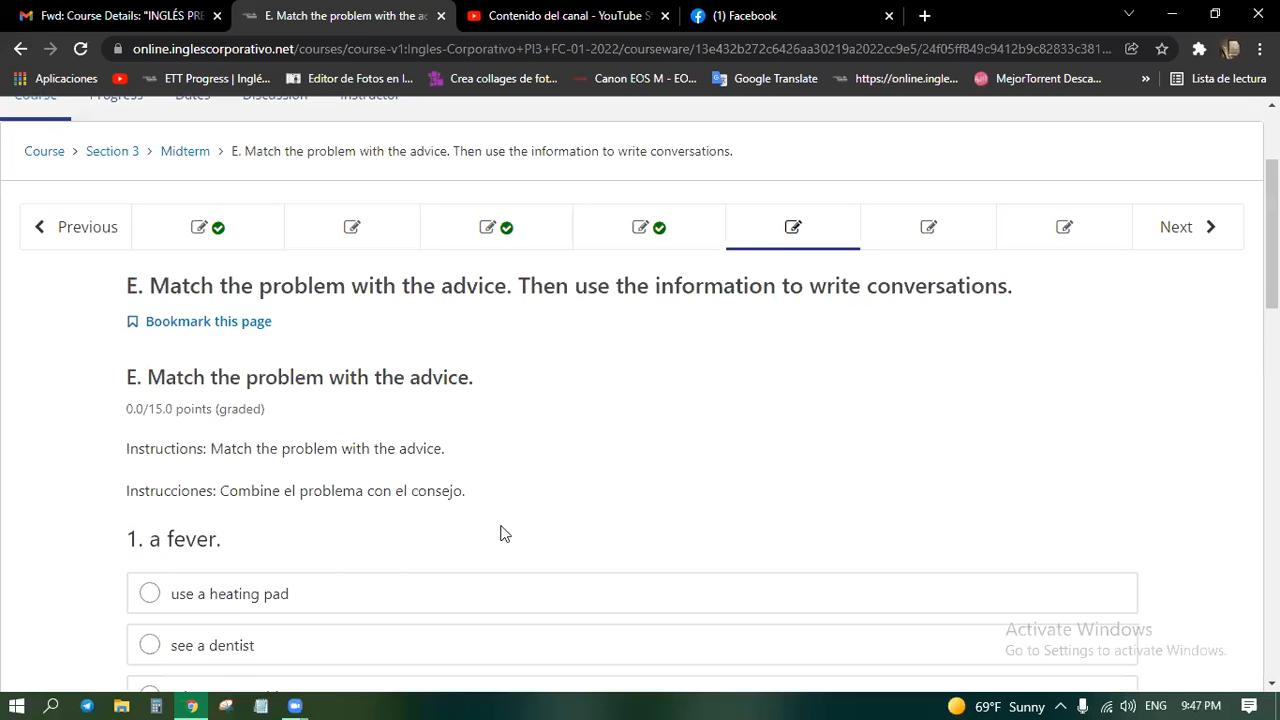 Fwd: Course Details: "INGLÉS PRE
E. Match the problem with the ad
Contenido del canal - YouTube S
(1) Facebook
online.inglescorporativo.net/courses/course-v1:Ingles-Corporativo+PI3+FC-01-2022/courseware/13e432b272c6426aa30219a2022cc9e5/24f05ff849c9412b9c82833c381...
Aplicaciones
ETT Progress | Inglé...
Editor de Fotos en l...
Crea collages de fot...
Canon EOS M - EO...
Google Translate
https://online.ingle...
MejorTorrent Desca...
»
Lista de lectura
Course Progress Dates Discussion Instructor
Course > Section 3 > Midterm > E. Match the problem with the advice. Then use the information to write conversations.
Previous
Next
E. Match the problem with the advice. Then use the information to write conversations.
Bookmark this page
E. Match the problem with the advice.
0.0/15.0 points (graded)
Instructions: Match the problem with the advice.
Instrucciones: Combine el problema con el consejo.
1. a fever.
use a heating pad
see a dentist
Activate Windows
Go to Settings to activate Windows.
69°F Sunny
ENG
9:47 PM